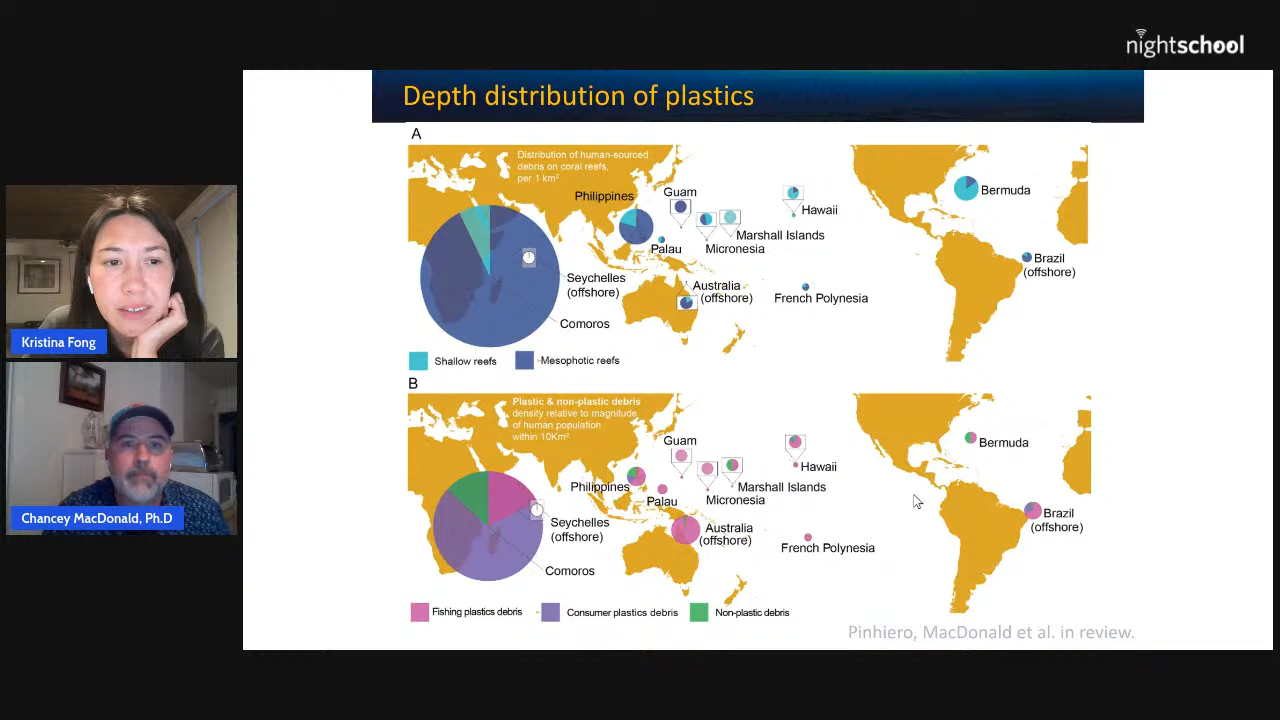 nightschool
Depth distribution of plastics
A
Distribution of human-sourced
debris on coral reefs,
per 1 km²
Philippines
Guam
Hawaii
Bermuda
Palau
Marshall Islands
Micronesia
Seychelles
(offshore)
Australia
(offshore)
French Polynesia
Brazil
(offshore)
Comoros
Shallow reefs
Mesophotic reefs
B
Plastic & non-plastic debris
density relative to magnitude
of human population
within 10Km²
Guam
Hawaii
Bermuda
Philippines
Palau
Marshall Islands
Micronesia
Seychelles
(offshore)
Australia
(offshore)
French Polynesia
Brazil
(offshore)
Comoros
Fishing plastics debris
Consumer plastics debris
Non-plastic debris
Pinhiero, MacDonald et al. in review.
Kristina Fong
Chancey MacDonald, Ph.D